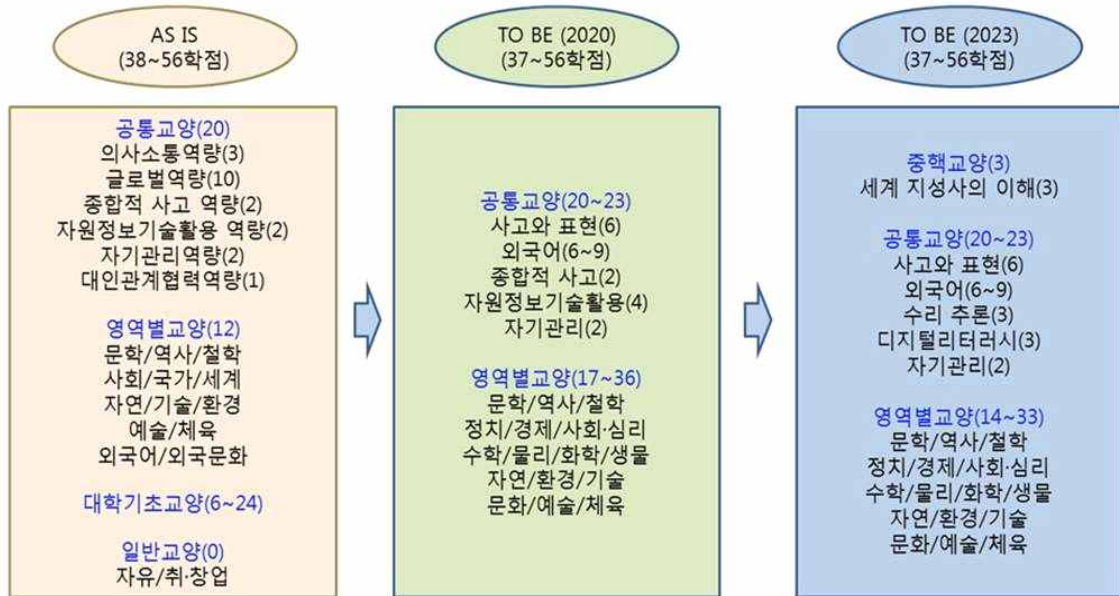 AS IS
(38~56학점)
공통교양(20)
의사소통역량(3)
글로벌역량(10)
종합적 사고 역량(2)
자원정보기술활용 역량(2)
자기관리역량(2)
대인관계협력역량(1)
영역별교양(12)
문학/역사/철학
사회/국가/세계
자연/기술/환경
예술/체육
외국어/외국문화
대학기초교양(6~24)
일반교양(0)
자유/취·창업
TO BE (2020)
(37~56학점)
공통교양(20~23)
사고와 표현(6)
외국어(6~9)
종합적 사고(2)
자원정보기술활용(4)
자기관리(2)
영역별교양(17~36)
문학/역사/철학
정치/경제/사회·심리
수학/물리/화학/생물
자연/환경/기술
문화/예술/체육
TO BE (2023)
(37~56학점)
중핵교양(3)
세계 지성사의 이해(3)
공통교양(20~23)
사고와 표현(6)
외국어(6~9)
수리 추론(3)
디지털리터러시(3)
자기관리(2)
영역별교양(14~33)
문학/역사/철학
정치/경제/사회·심리
수학/물리/화학/생물
자연/환경/기술
문화/예술/체육